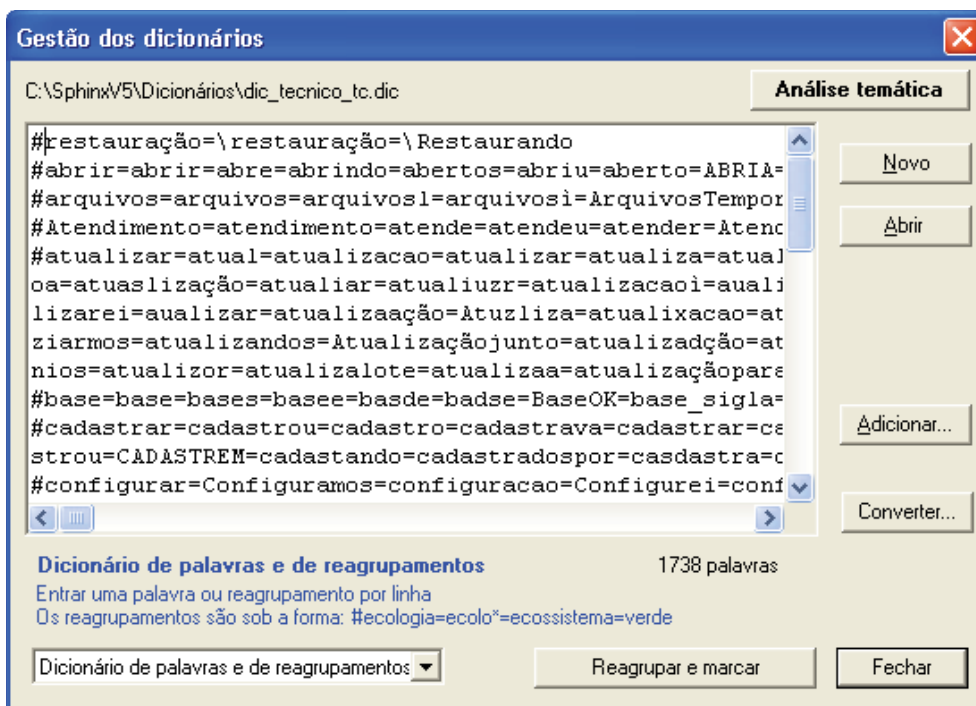 Gestão dos dicionários
C:\SphinxV5\Dicionários\dic_tecnico_tc.dic
Análise temática
#restauração=\restauração=\Restaurando
#abrir=abrir=abre=abrindo=abertos=abriu=aberto=ABRIA=
#arquivos=arquivos=arquivosl=arquivosì=ArquivosTempor
#Atendimento=atendimento=atende=atendeu=atender=Atend
#atualizar=atual=atualizacao=atualizar=atualiza=atual
oa=atuaslização=atualiar=atualiuzr=atualizacaoì=auali
lizarei=aualizar=atualizaação=Atuzliza=atualixacao=at
ziarmos=atualizandos=Atualizaçãojunto=atualizadção=at
nios=atualizor=atualizalote=atualizaa=atualizaçãopara
#base=base=bases=basee=basde=badse=BaseOK=base_sigla=
#cadastrar=cadastrou=cadastro=cadastrava=cadastrar=ca
strou=CADASTREM=cadastando=cadastradospor=casdastra=c
#configurar=Configuramos=configuracao=Configurei=conf
Novo
Abrir
Adicionar...
Converter...
Dicionário de palavras e de reagrupamentos
1738 palavras
Entrar uma palavra ou reagrupamento por linha
Os reagrupamentos são sob a forma: #ecologia=ecolo*=ecossistema=verde
Dicionário de palavras e de reagrupamentos
Reagrupar e marcar
Fechar